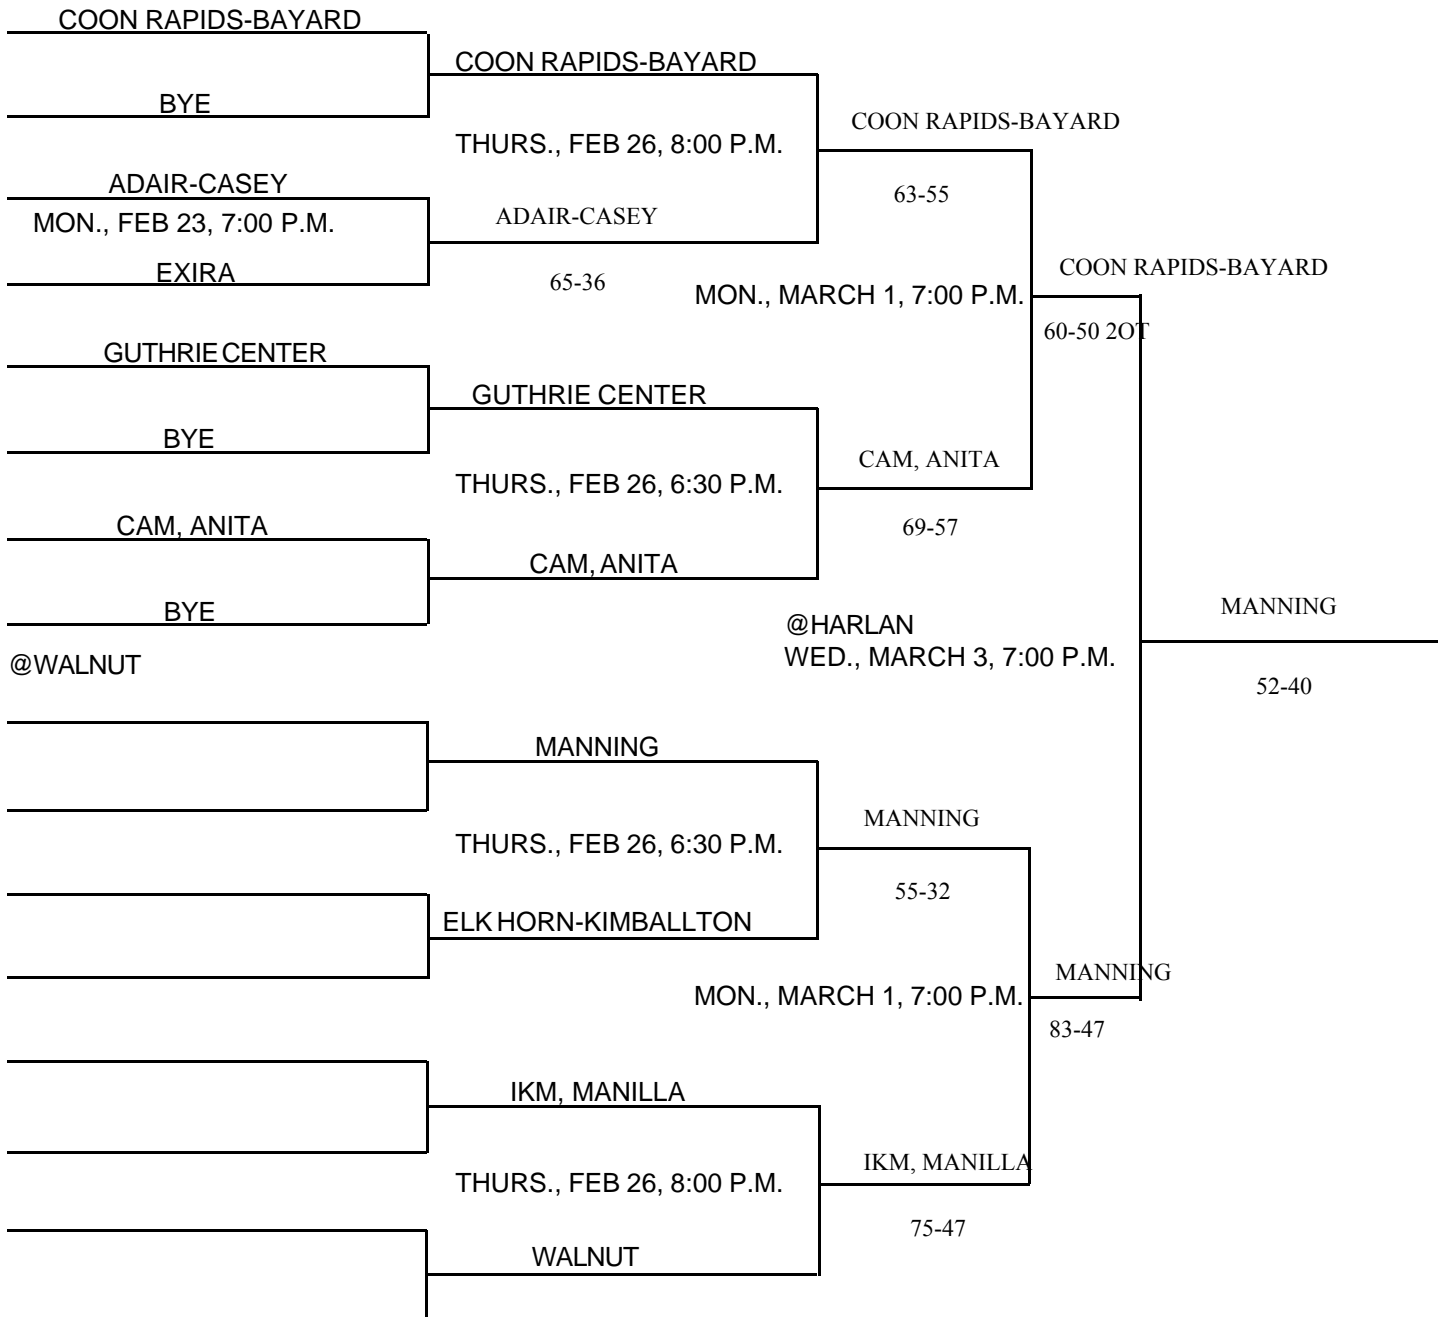 COON RAPIDS-BAYARD
COON RAPIDS-BAYARD
BYE
COON RAPIDS-BAYARD
THURS., FEB 26, 8:00 P.M.
ADAIR-CASEY
63-55
MON., FEB 23, 7:00 P.M.
ADAIR-CASEY
EXIRA
65-36
COON RAPIDS-BAYARD
MON., MARCH 1, 7:00 P.M.
60-50 2OT
GUTHRIE CENTER
GUTHRIE CENTER
BYE
CAM, ANITA
THURS., FEB 26, 6:30 P.M.
CAM, ANITA
69-57
CAM, ANITA
BYE
MANNING
@HARLAN
WED., MARCH 3, 7:00 P.M.
@WALNUT
52-40
MANNING
MANNING
THURS., FEB 26, 6:30 P.M.
55-32
ELK HORN-KIMBALLTON
MANNING
MON., MARCH 1, 7:00 P.M.
83-47
IKM, MANILLA
IKM, MANILLA
THURS., FEB 26, 8:00 P.M.
75-47
WALNUT